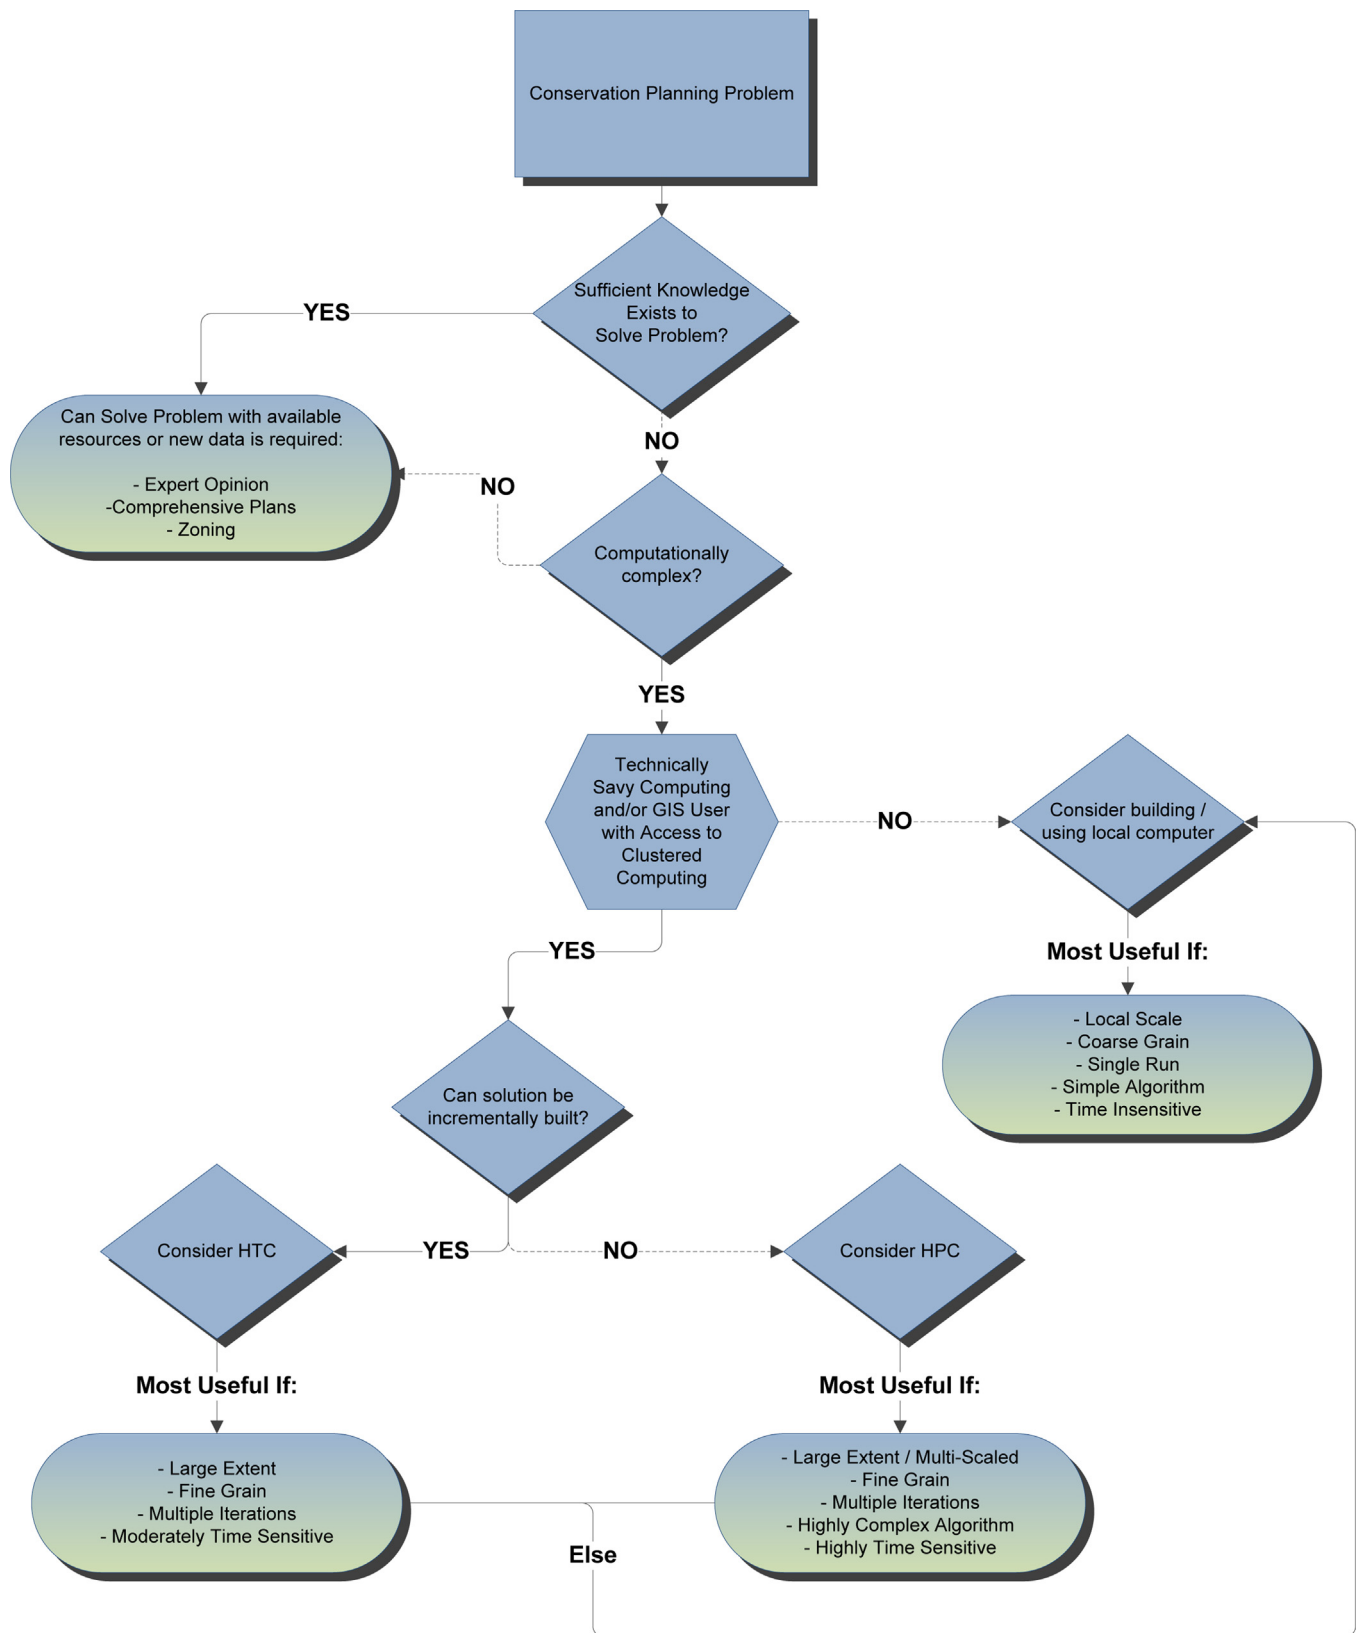 Conservation Planning Problem
Sufficient Knowledge
Exists to
Solve Problem?
YES
NO
Can Solve Problem with available
resources or new data is required:
- Expert Opinion
-Comprehensive Plans
- Zoning
NO
Computationally
complex?
YES
Technically
Savy Computing
and/or GIS User
with Access to
Clustered
Computing
NO
Consider building /
using local computer
YES
Most Useful If:
- Local Scale
- Coarse Grain
- Single Run
- Simple Algorithm
- Time Insensitive
Can solution be
incrementally built?
Consider HTC
YES
NO
Consider HPC
Most Useful If:
Most Useful If:
- Large Extent
- Fine Grain
- Multiple Iterations
- Moderately Time Sensitive
- Large Extent / Multi-Scaled
- Fine Grain
- Multiple Iterations
- Highly Complex Algorithm
- Highly Time Sensitive
Else